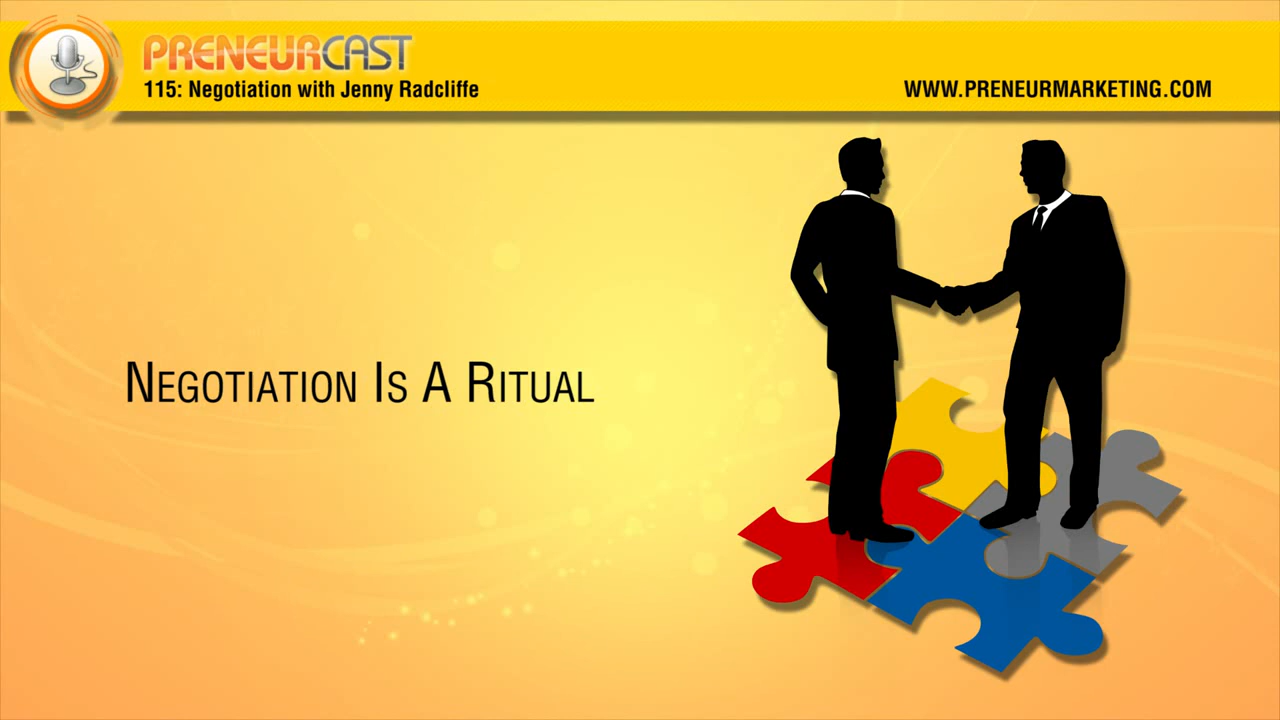 PRENEURCAST
115: Negotiation with Jenny Radcliffe
WWW.PRENEURMARKETING.COM
Negotiation Is A Ritual